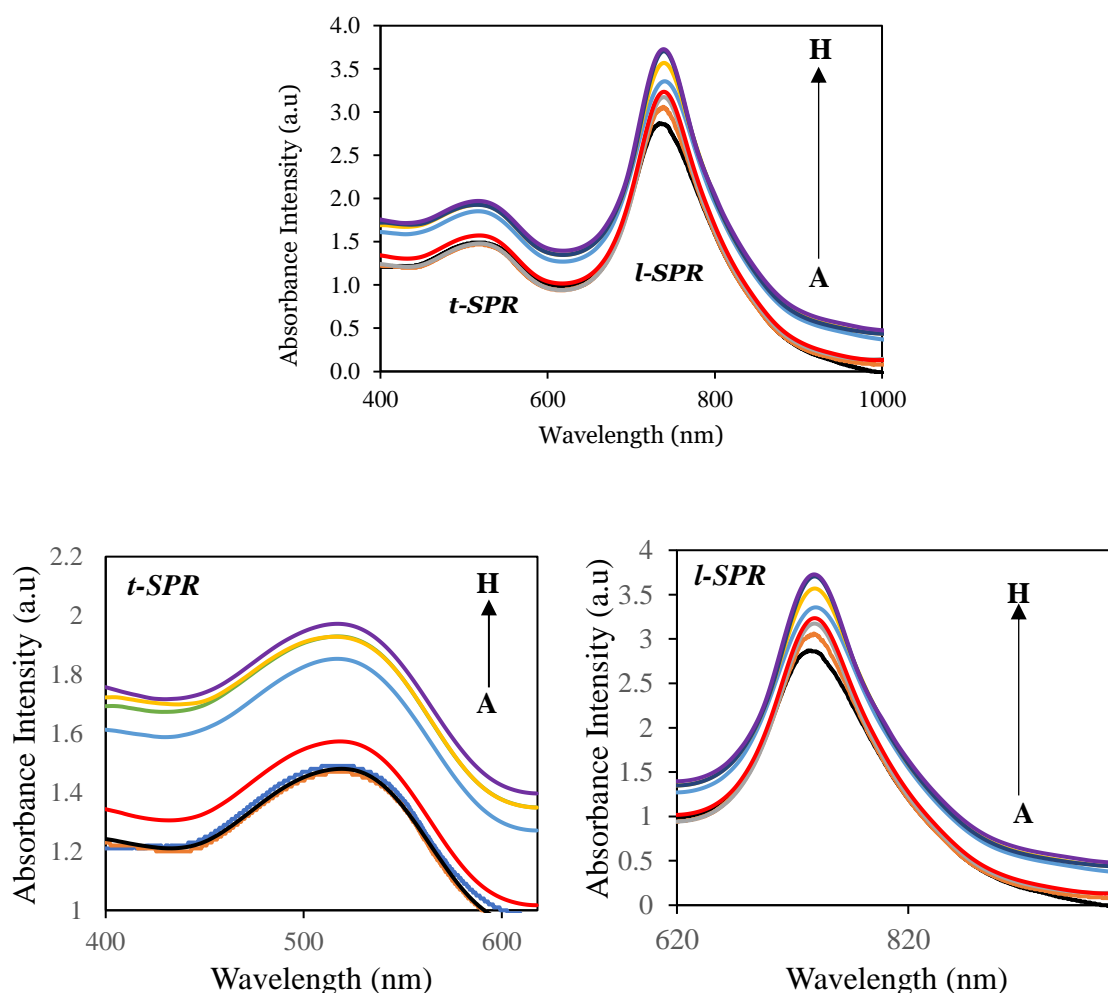 4.0
3.5
3.0
2.5
2.0
1.5
1.0
0.5
0.0
Absorbance Intensity (a.u)
H
A
t-SPR
l-SPR
400 600 800 1000
Wavelength (nm)
2.2
2
1.8
1.6
1.4
1.2
1
Absorbance Intensity (a.u)
t-SPR
H
A
400 500 600
Wavelength (nm)
4
3.5
3
2.5
2
1.5
1
0.5
0
Absorbance Intensity (a.u)
l-SPR
H
A
620 820
Wavelength (nm)